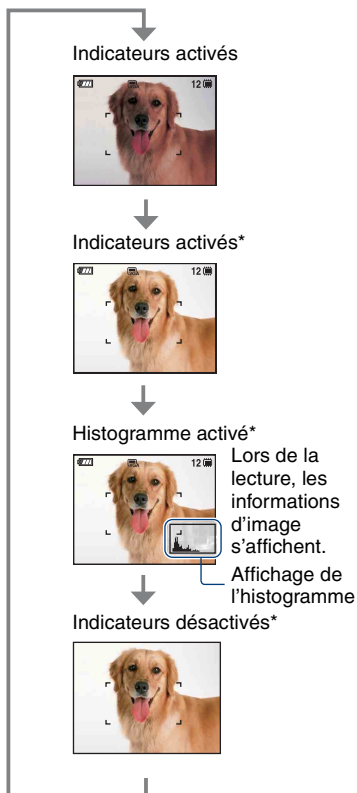 Indicateurs activés
12
Indicateurs activés*
12
Histogramme activé*
12
Lors de la
lecture, les
informations
d'image
s'affichent.
Affichage de
l'histogramme
Indicateurs désactivés*